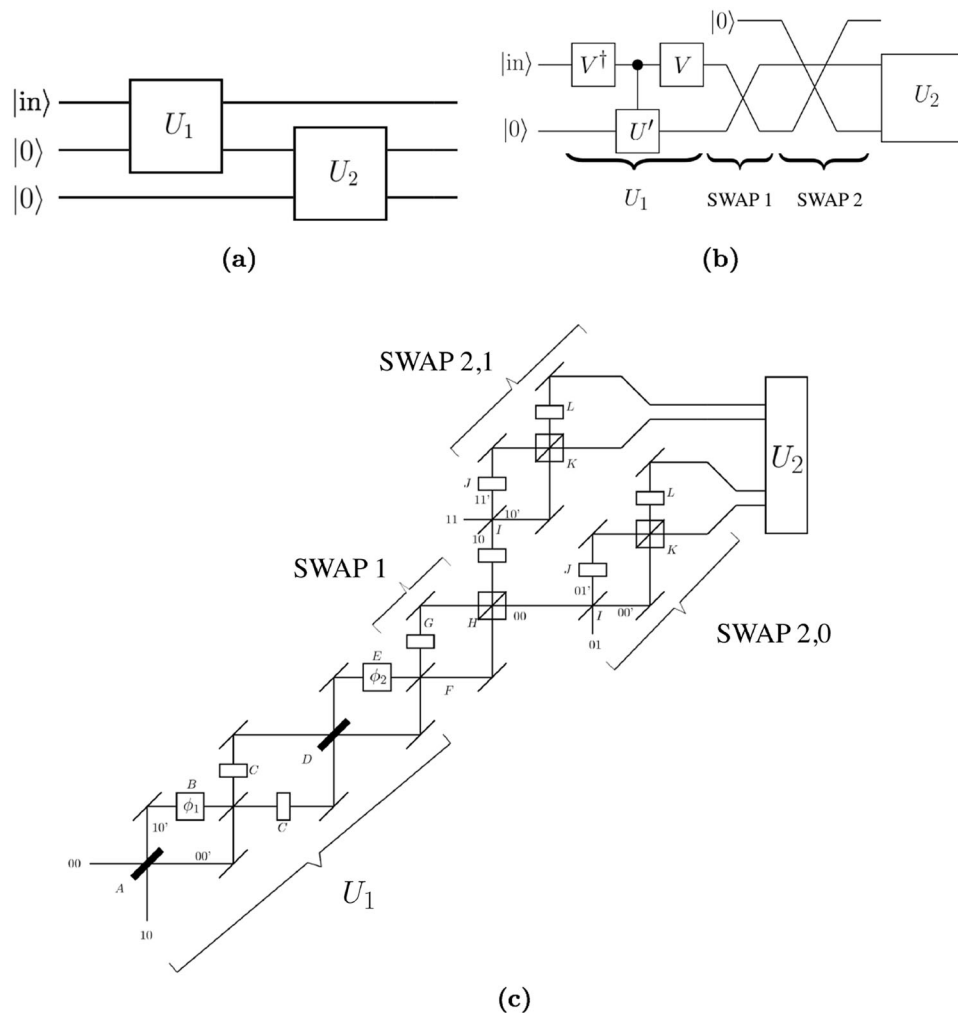 |in⟩ U₁
|0⟩ U₂
|0⟩
(a)
|0⟩
|in⟩ V† V U₂
|0⟩ U′
U₁ SWAP 1 SWAP 2
(b)
SWAP 2,1
L
K
J
11'
11 10'
10 I
U₂
L
K
J
01'
I 00'
01
SWAP 2,0
SWAP 1
G
H 00
E
ϕ₂
F
D
C
B
ϕ₁
C
10'
00 00'
A
10
U₁
(c)